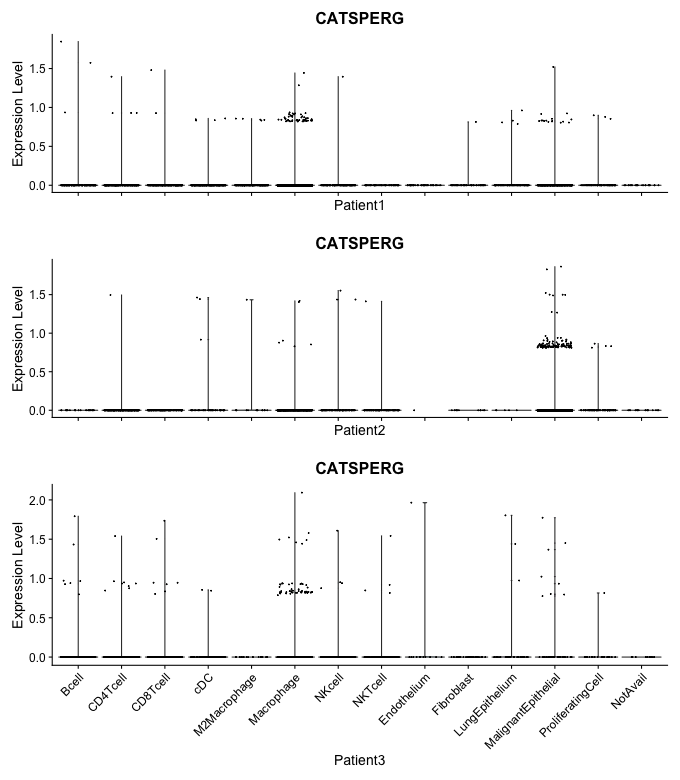 CATSPERG
Expression Level
1.5
1.0
0.5
0.0
Patient1
CATSPERG
Expression Level
1.5
1.0
0.5
0.0
Patient2
CATSPERG
Expression Level
2.0
1.5
1.0
0.5
0.0
Bcell
CD4Tcell
CD8Tcell
cDC
M2Macrophage
Macrophage
NKcell
NKTcell
Endothelium
Fibroblast
LungEpithelium
MalignantEpithelial
ProliferatingCell
NotAvail
Patient3